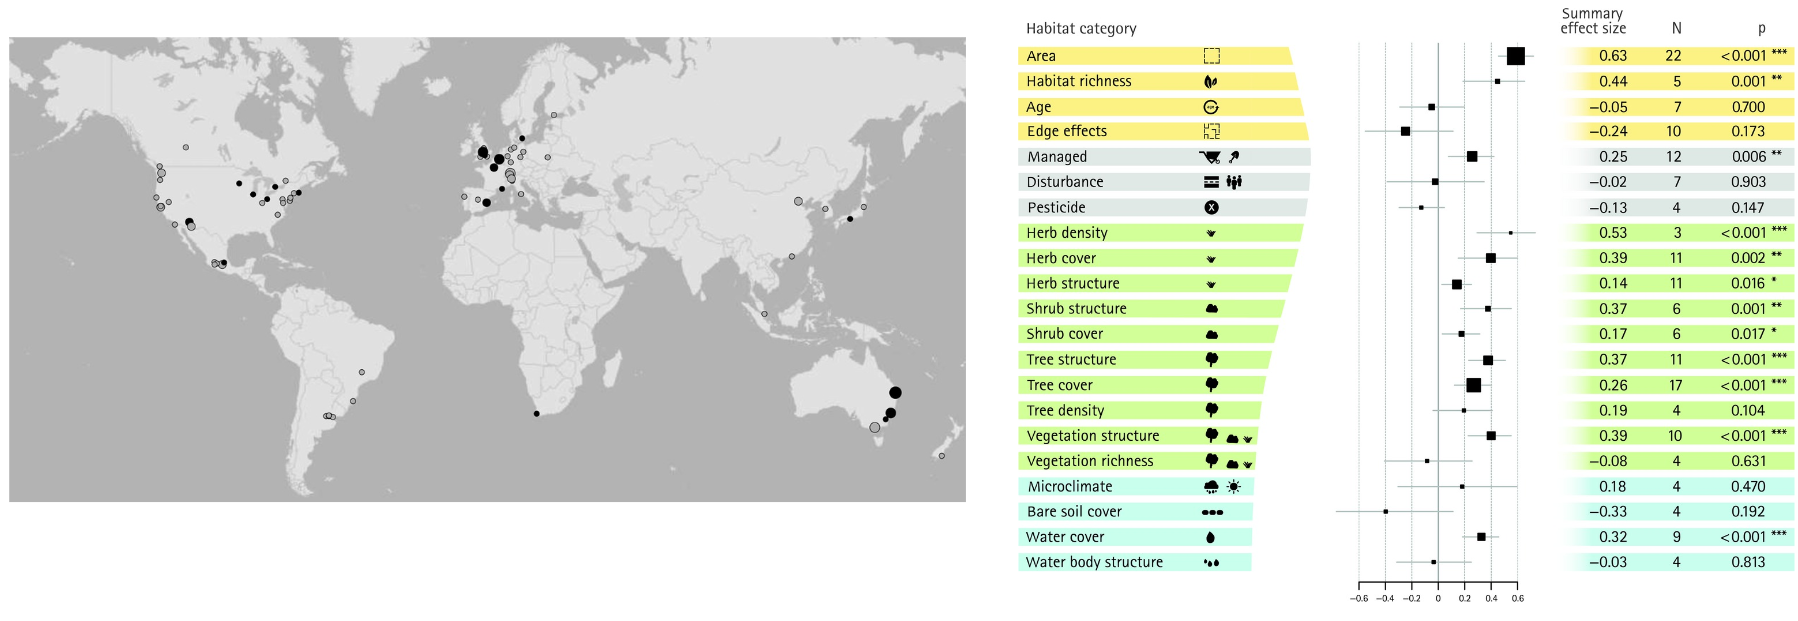 Habitat category Summary effect size N p
Area 0.63 22 <0.001 ***
Habitat richness 0.44 5 0.001 **
Age −0.05 7 0.700
Edge effects −0.24 10 0.173
Managed 0.25 12 0.006 **
Disturbance −0.02 7 0.903
Pesticide X −0.13 4 0.147
Herb density 0.53 3 <0.001 ***
Herb cover 0.39 11 0.002 **
Herb structure 0.14 11 0.016 *
Shrub structure 0.37 6 0.001 **
Shrub cover 0.17 6 0.017 *
Tree structure 0.37 11 <0.001 ***
Tree cover 0.26 17 <0.001 ***
Tree density 0.19 4 0.104
Vegetation structure 0.39 10 <0.001 ***
Vegetation richness −0.08 4 0.631
Microclimate 0.18 4 0.470
Bare soil cover −0.33 4 0.192
Water cover 0.32 9 <0.001 ***
Water body structure −0.03 4 0.813
−0.6 −0.4 −0.2 0 0.2 0.4 0.6